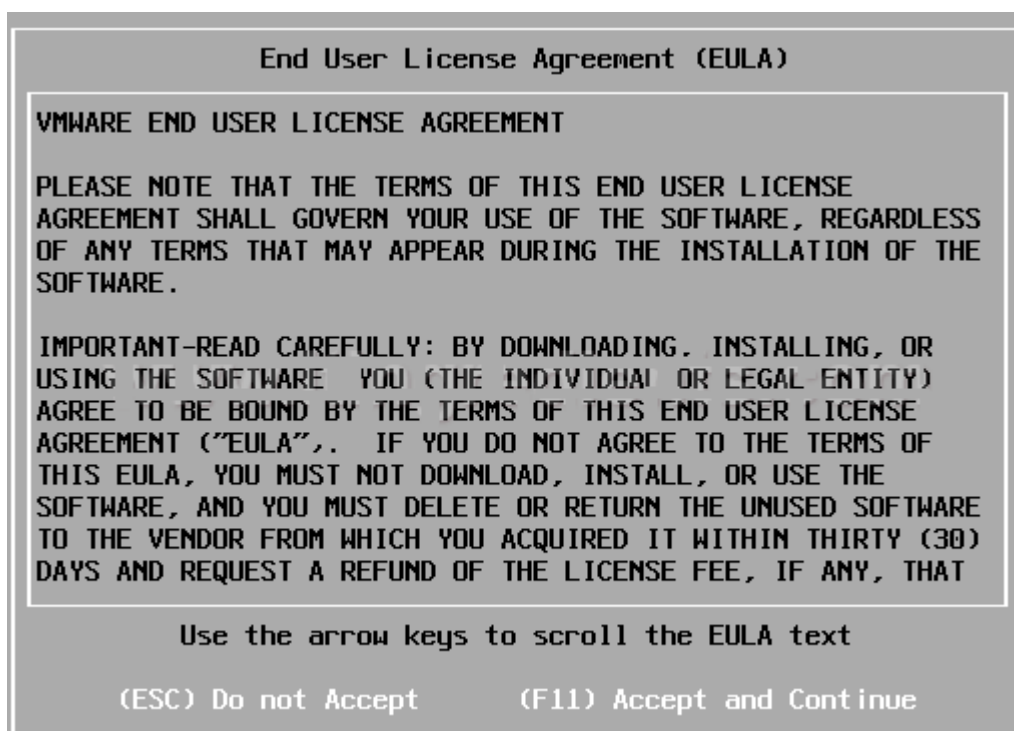 End User License Agreement (EULA)
VMWARE END USER LICENSE AGREEMENT
PLEASE NOTE THAT THE TERMS OF THIS END USER LICENSE
AGREEMENT SHALL GOVERN YOUR USE OF THE SOFTWARE, REGARDLESS
OF ANY TERMS THAT MAY APPEAR DURING THE INSTALLATION OF THE
SOFTWARE.
IMPORTANT-READ CAREFULLY: BY DOWNLOADING, INSTALLING, OR
USING THE SOFTWARE YOU (THE INDIVIDUAL OR LEGAL ENTITY)
AGREE TO BE BOUND BY THE TERMS OF THIS END USER LICENSE
AGREEMENT ("EULA",. IF YOU DO NOT AGREE TO THE TERMS OF
THIS EULA, YOU MUST NOT DOWNLOAD, INSTALL, OR USE THE
SOFTWARE, AND YOU MUST DELETE OR RETURN THE UNUSED SOFTWARE
TO THE VENDOR FROM WHICH YOU ACQUIRED IT WITHIN THIRTY (30)
DAYS AND REQUEST A REFUND OF THE LICENSE FEE, IF ANY, THAT
Use the arrow keys to scroll the EULA text
(ESC) Do not Accept (F11) Accept and Continue